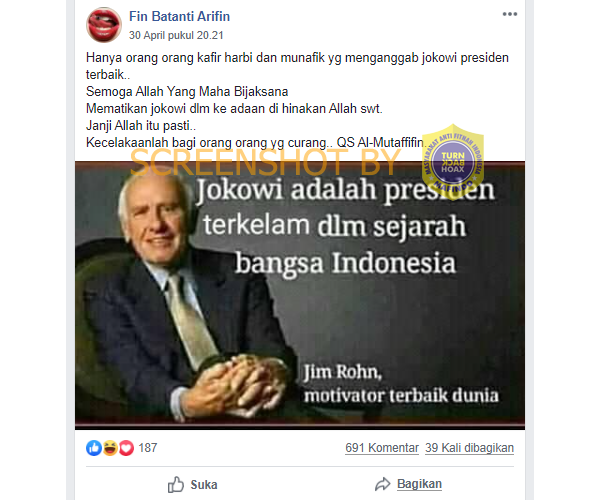 Fin Batanti Arifin
30 April pukul 20.21
Hanya orang orang kafir harbi dan munafik yg menganggab jokowi presiden
terbaik..
Semoga Allah Yang Maha Bijaksana
Mematikan jokowi dlm ke adaan di hinakan Allah swt.
Janji Allah itu pasti..
Kecelakaanlah bagi orang orang yg curang.. QS Al-Mutaffifin.
SCREENSHOT BY
MASYARAKAT ANTI FITNAH INDONESIA
TURN
BACK
HOAX
Jokowi adalah presiden
terkelam dlm sejarah
bangsa Indonesia
Jim Rohn,
motivator terbaik dunia
187
691 Komentar
39 Kali dibagikan
Suka
Bagikan